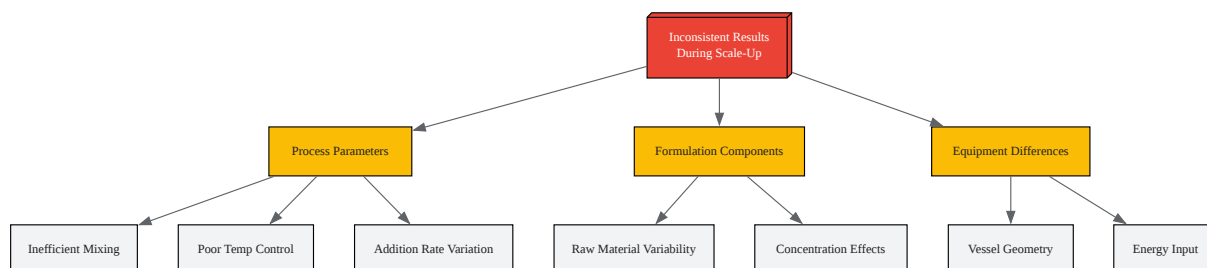 Inconsistent Results
During Scale-Up
Process Parameters
Formulation Components
Equipment Differences
Inefficient Mixing
Poor Temp Control
Addition Rate Variation
Raw Material Variability
Concentration Effects
Vessel Geometry
Energy Input